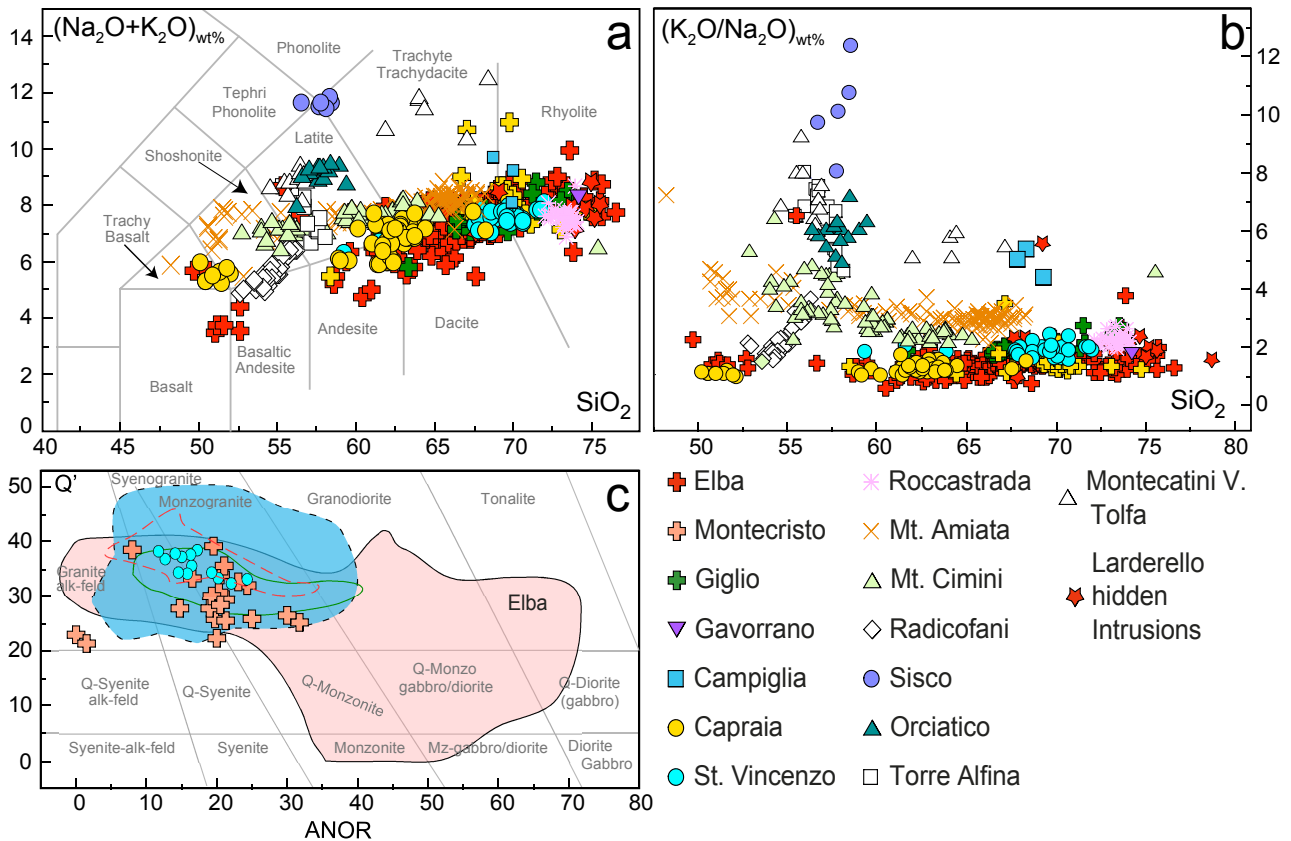 (Na₂O+K₂O)wt%
a
Phonolite
Trachyte
Trachydacite
Tephri
Phonolite
Rhyolite
Latite
Shoshonite
Trachy
Basalt
Andesite
Dacite
Basaltic
Andesite
Basalt
SiO₂
14
12
10
8
6
4
2
0
40 45 50 55 60 65 70 75
(K₂O/Na₂O)wt%
b
12
10
8
6
4
2
0
SiO₂
50 55 60 65 70 75 80
Q'
c
Syenogranite
Monzogranite
Granodiorite
Tonalite
Granite
alk-feld
Elba
Q-Syenite
alk-feld
Q-Syenite
Q-Monzonite
Q-Monzo
gabbro/diorite
Q-Diorite
(gabbro)
Syenite-alk-feld
Syenite
Monzonite
Mz-gabbro/diorite
Diorite
Gabbro
50
40
30
20
10
0
0 10 20 30 40 50 60 70 80
ANOR
Elba
Montecristo
Giglio
Gavorrano
Campiglia
Capraia
St. Vincenzo
Roccastrada
Mt. Amiata
Mt. Cimini
Radicofani
Sisco
Orciatico
Torre Alfina
Montecatini V.
Tolfa
Larderello
hidden
Intrusions